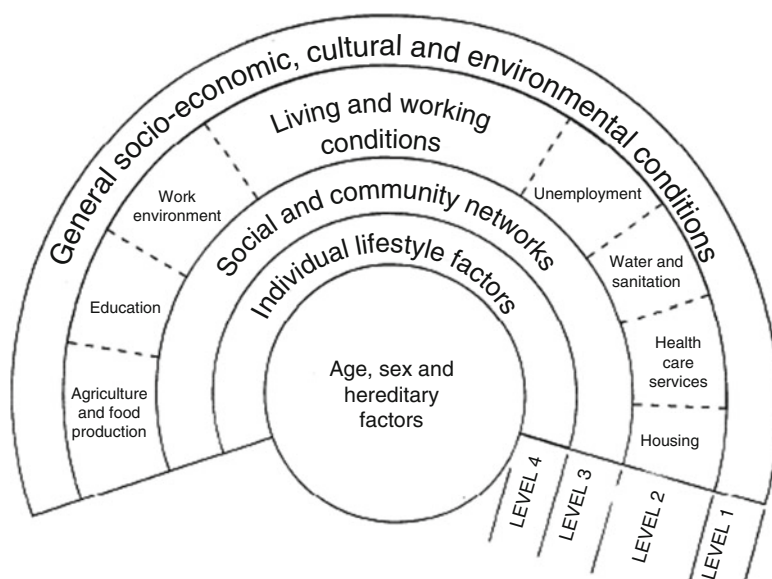 General socio-economic, cultural and environmental conditions
Living and working
conditions
Work
environment
Unemployment
Social and community networks
Individual lifestyle factors
Water and
sanitation
Education
Health
care
services
Age, sex and
hereditary
factors
Agriculture
and food
production
Housing
LEVEL 4
LEVEL 3
LEVEL 2
LEVEL 1